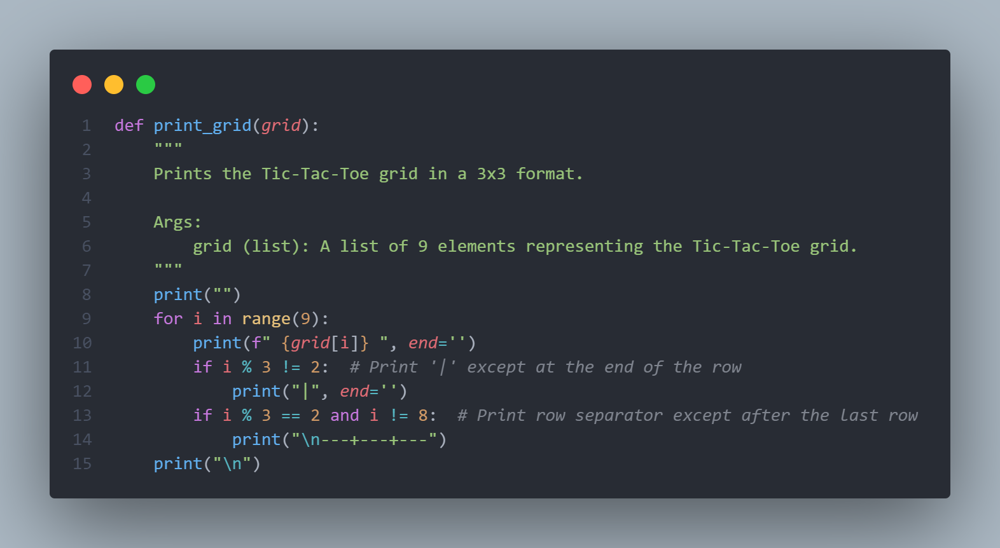 1 def print_grid(grid):
2     """
3     Prints the Tic-Tac-Toe grid in a 3x3 format.
4
5     Args:
6         grid (list): A list of 9 elements representing the Tic-Tac-Toe grid.
7     """
8     print("")
9     for i in range(9):
10         print(f" {grid[i]} ", end='')
11         if i % 3 != 2:  # Print '|' except at the end of the row
12             print("|", end='')
13         if i % 3 == 2 and i != 8:  # Print row separator except after the last row
14             print("\n---+---+---")
15     print("\n")